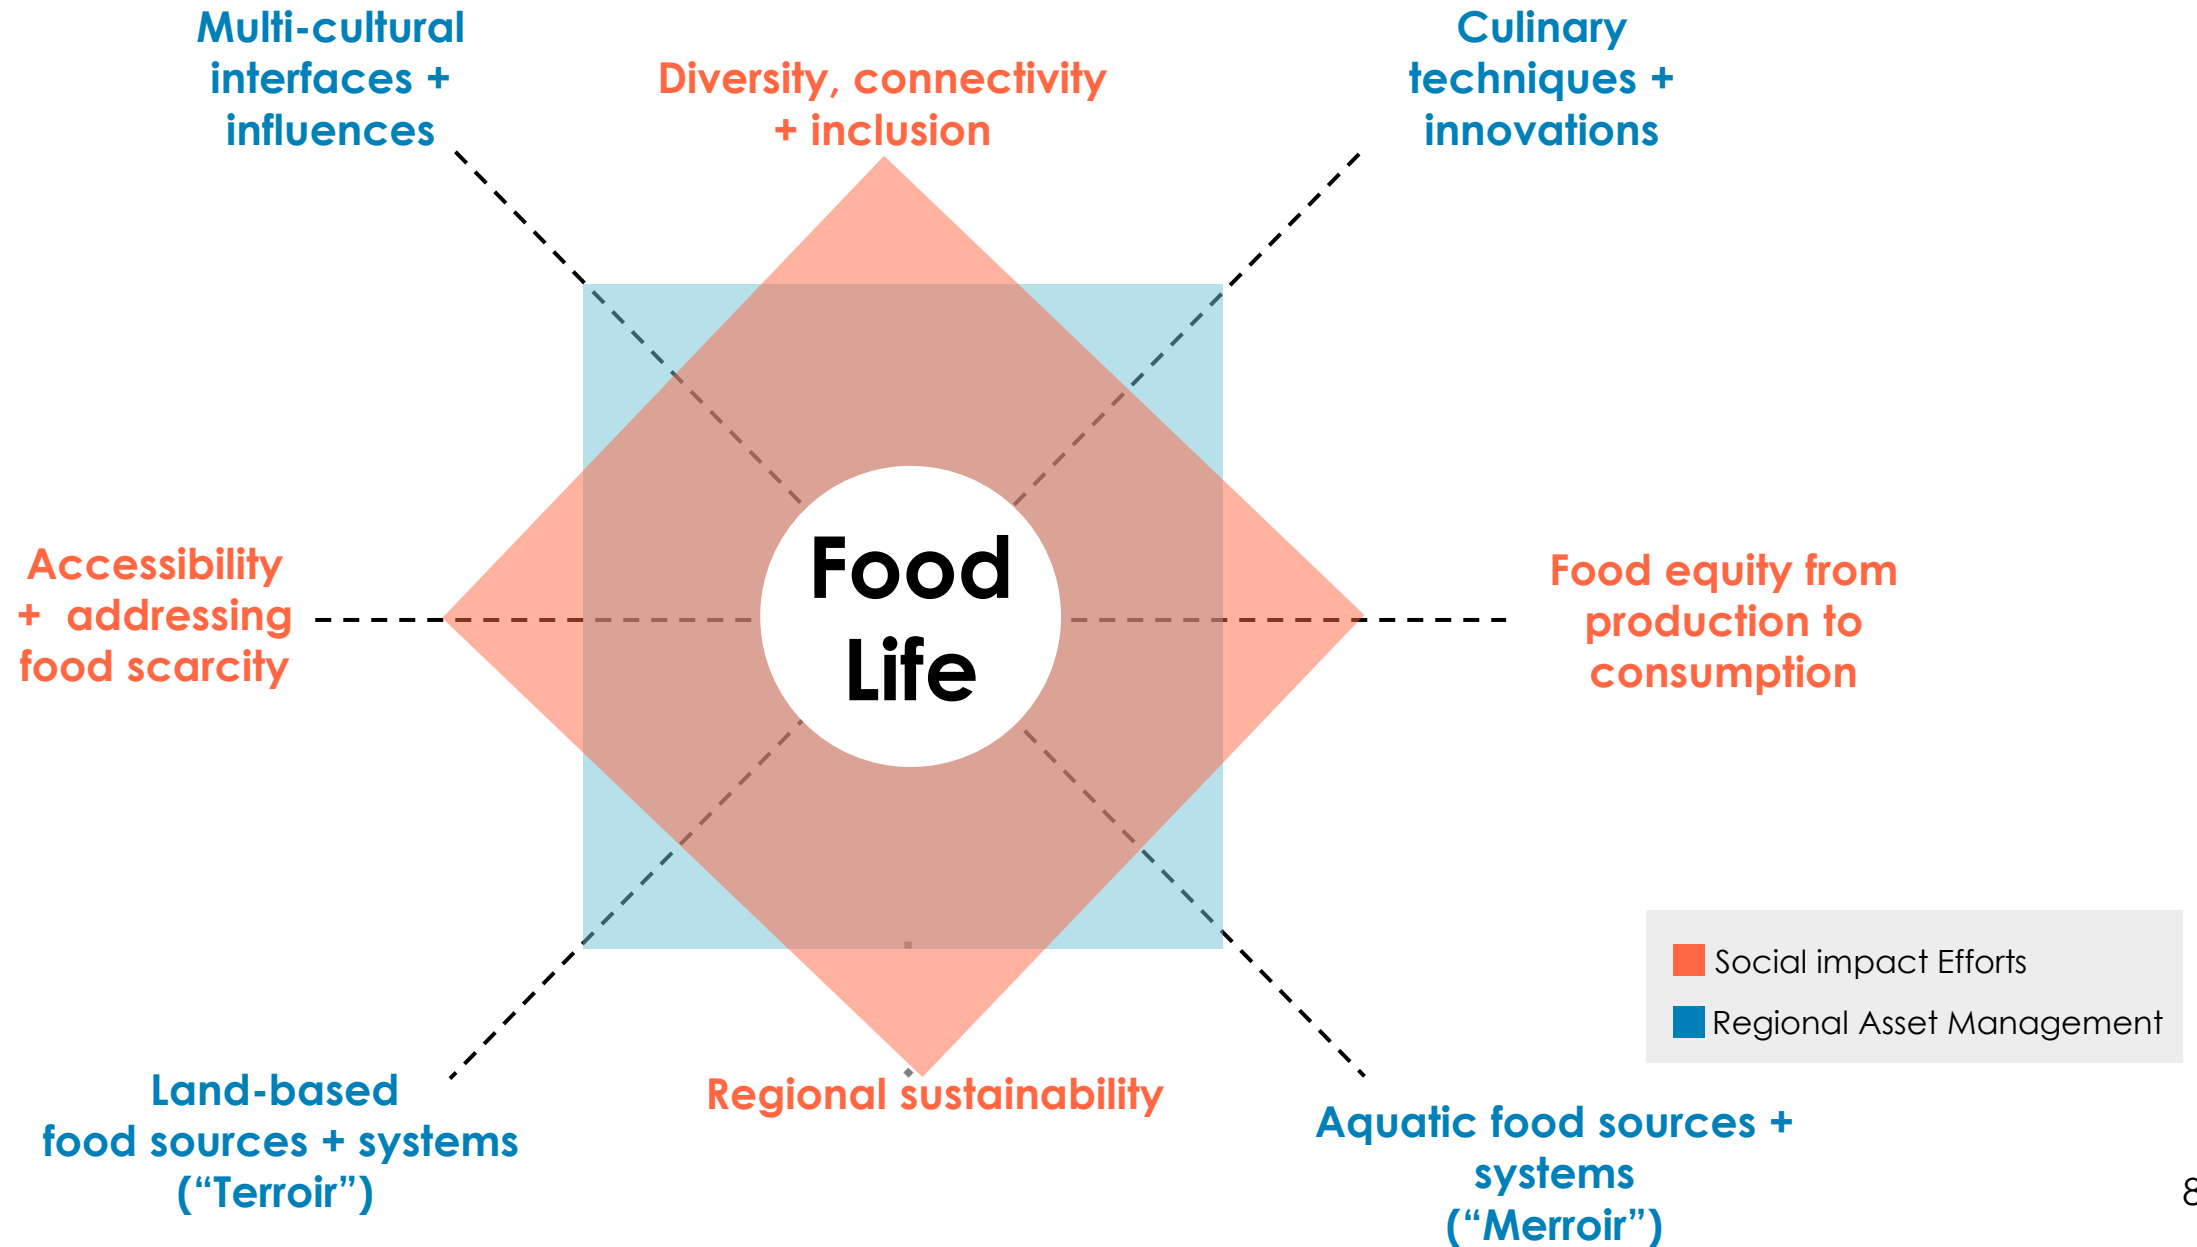 Multi-cultural
interfaces +
influences
Diversity, connectivity
+ inclusion
Culinary
techniques +
innovations
Accessibility
+ addressing
food scarcity
Food
Life
Food equity from
production to
consumption
Social impact Efforts
Regional Asset Management
Land-based
food sources + systems
(“Terroir”)
Regional sustainability
Aquatic food sources +
systems
(“Merroir”)
8